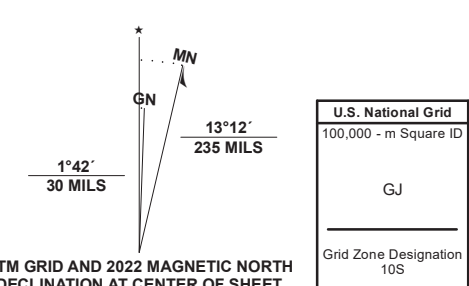 ★
MN
GN
13°12´
235 MILS
1°42´
30 MILS
TM GRID AND 2022 MAGNETIC NORTH
DECLINATION AT CENTER OF SHEET
U.S. National Grid
100,000 - m Square ID
GJ
Grid Zone Designation
10S